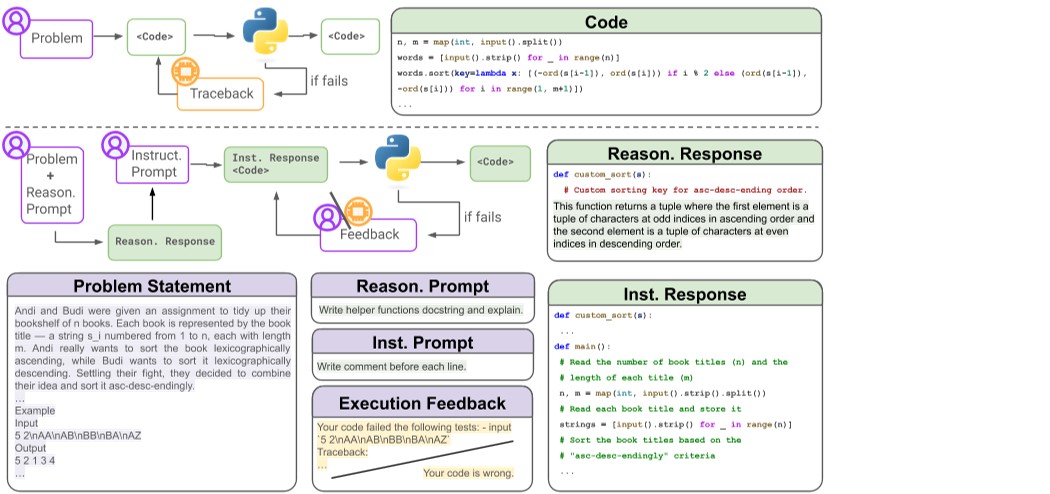 Problem
<Code>
<Code>
if fails
Traceback
Code
n, m = map(int, input().split())
words = [input().strip() for _ in range(n)]
words.sort(key=lambda x: [(-ord(s[i-1]), ord(s[i])) if i % 2 else (ord(s[i-1]),
-ord(s[i])) for i in range(1, m+1)])
...
Problem
+
Reason.
Prompt
Instruct.
Prompt
Inst. Response
<Code>
<Code>
if fails
Feedback
Reason. Response
Reason. Response
def custom_sort(s):
# Custom sorting key for asc-desc-ending order.
This function returns a tuple where the first element is a
tuple of characters at odd indices in ascending order and
the second element is a tuple of characters at even
indices in descending order.
Problem Statement
Andi and Budi were given an assignment to tidy up their
bookshelf of n books. Each book is represented by the book
title — a string s_i numbered from 1 to n, each with length
m. Andi really wants to sort the book lexicographically
ascending, while Budi wants to sort it lexicographically
descending. Settling their fight, they decided to combine
their idea and sort it asc-desc-endingly.
...
Example
Input
5 2\nAA\nAB\nBB\nBA\nAZ
Output
5 2 1 3 4
...
Reason. Prompt
Write helper functions docstring and explain.
Inst. Prompt
Write comment before each line.
Execution Feedback
Your code failed the following tests: - input
`5 2\nAA\nAB\nBB\nBA\nAZ`
Traceback:
...
Your code is wrong.
Inst. Response
def custom_sort(s):
...
def main():
# Read the number of book titles (n) and the
# length of each title (m)
n, m = map(int, input().strip().split())
# Read each book title and store it
strings = [input().strip() for _ in range(n)]
# Sort the book titles based on the
# "asc-desc-endingly" criteria
...